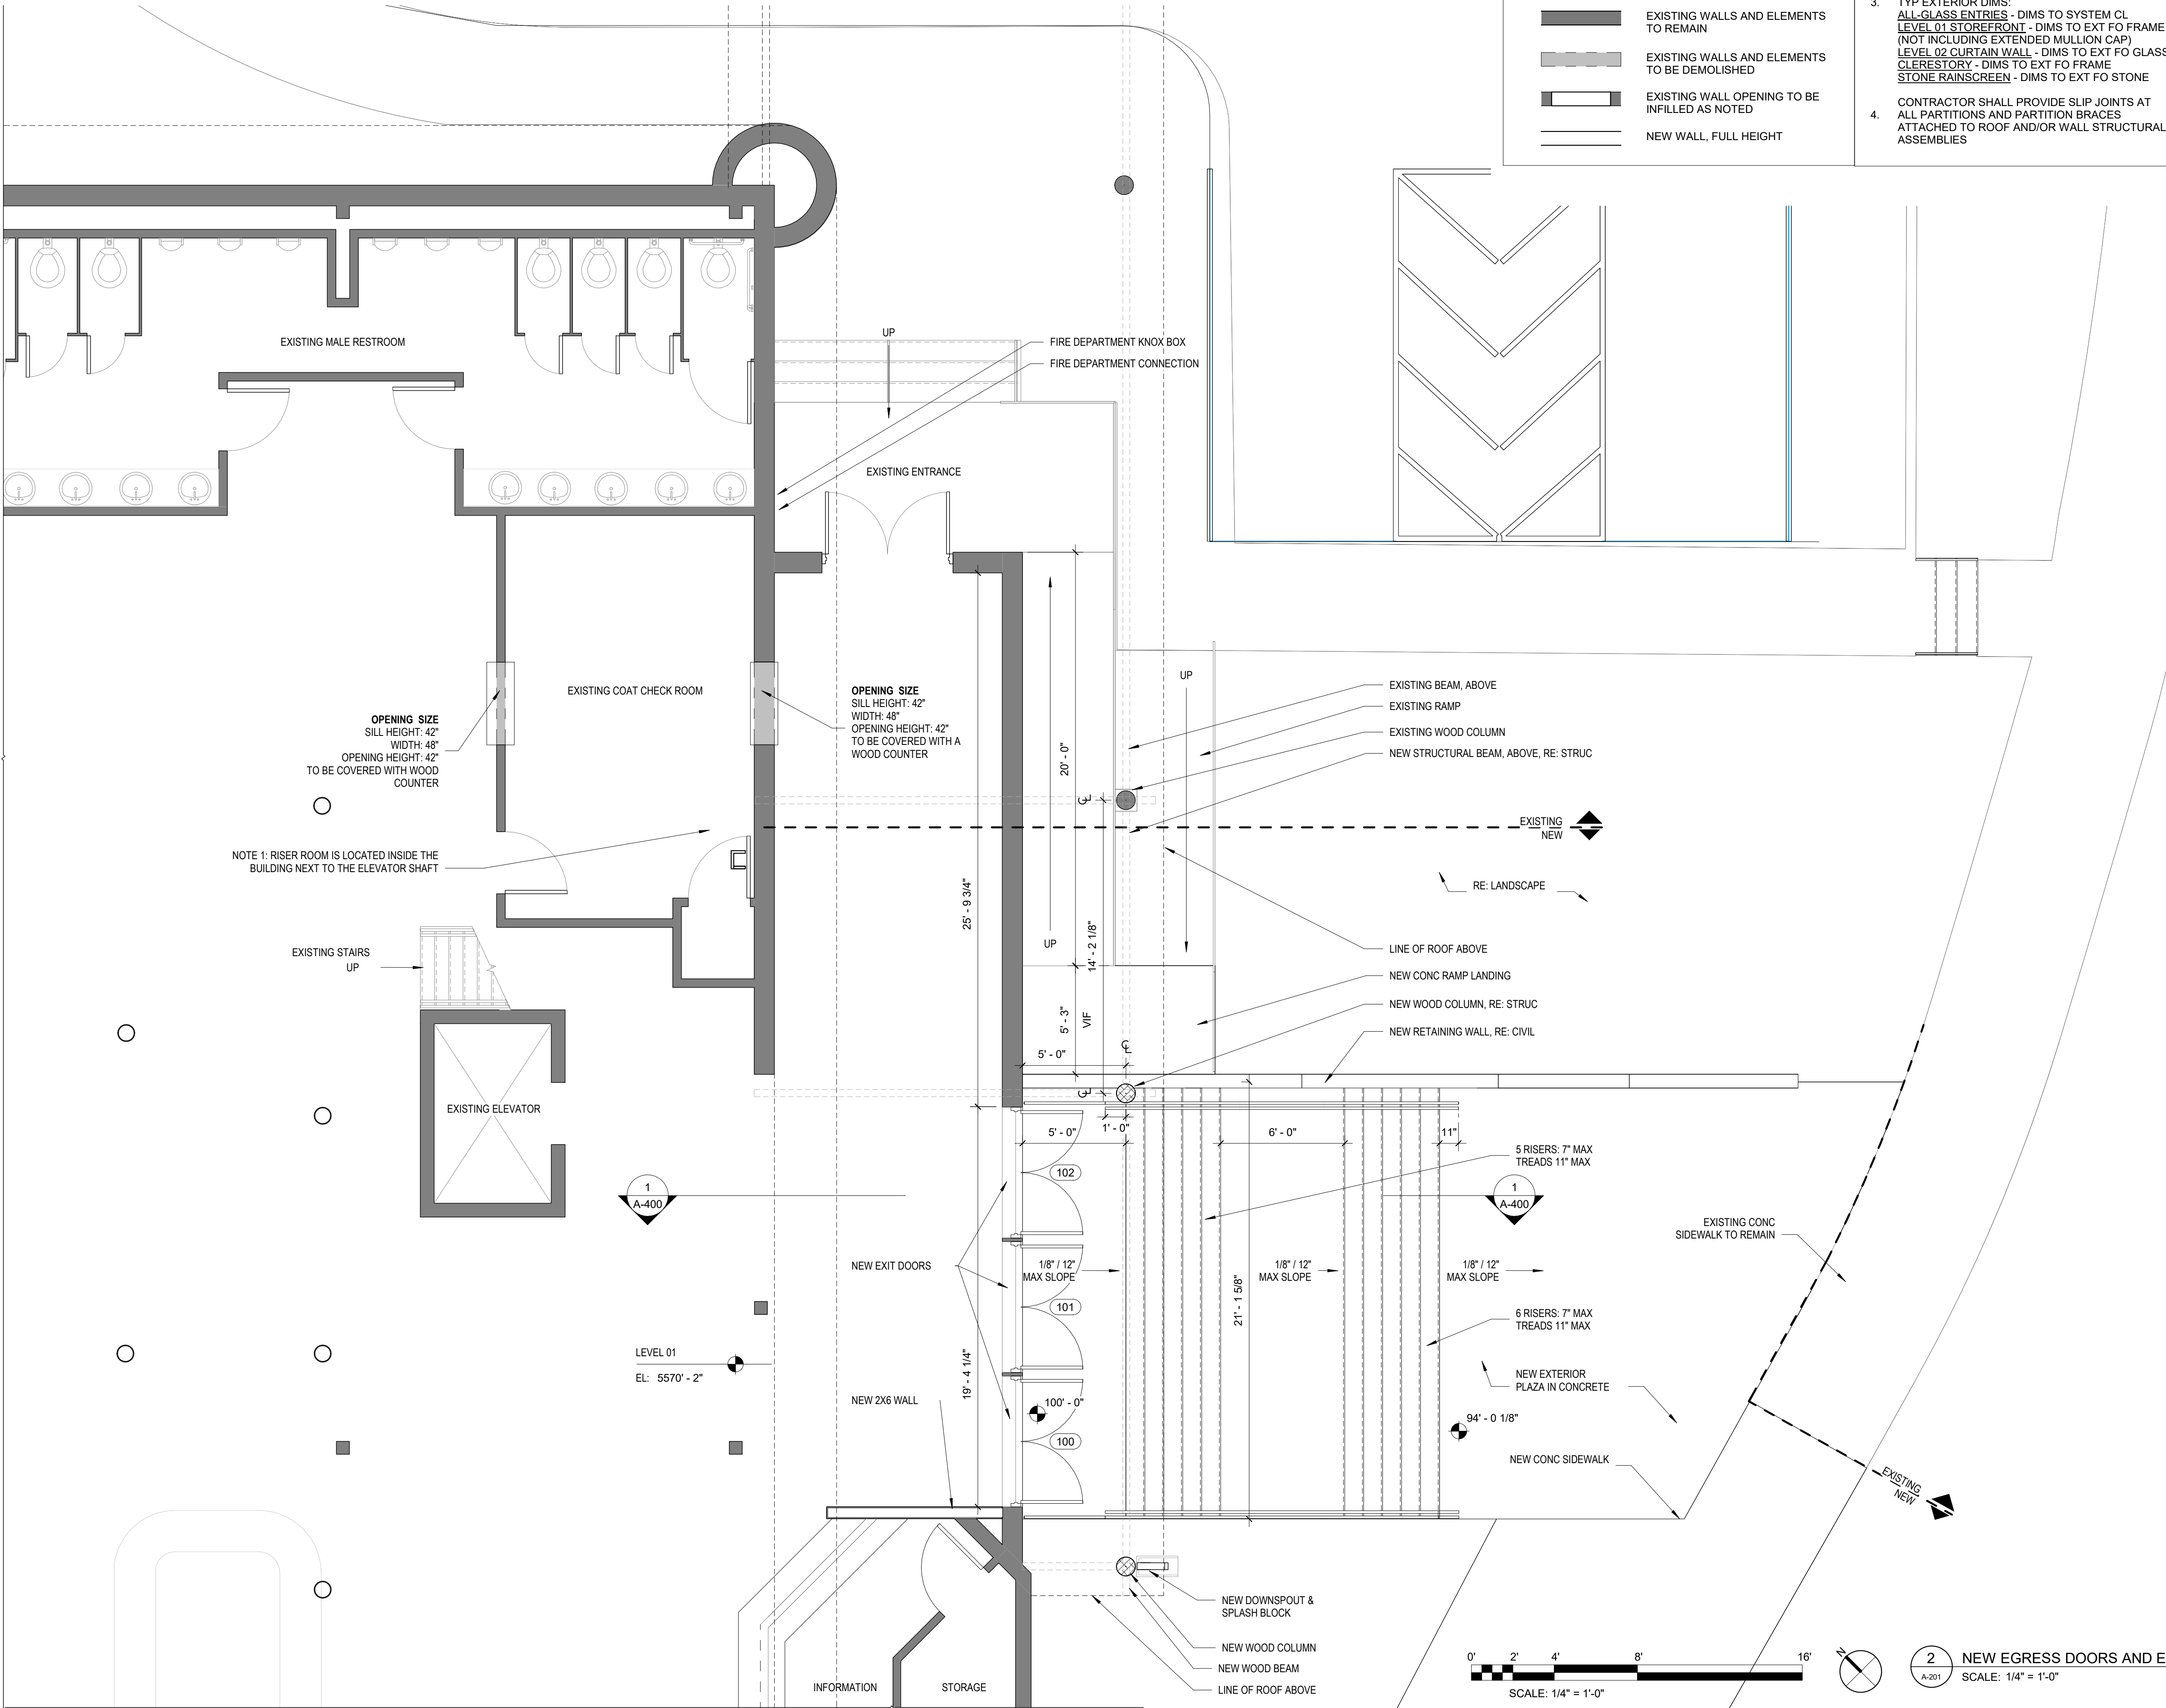 EXISTING WALLS AND ELEMENTS
TO REMAIN
EXISTING WALLS AND ELEMENTS
TO BE DEMOLISHED
EXISTING WALL OPENING TO BE
INFILLED AS NOTED
NEW WALL, FULL HEIGHT
3. TYP EXTERIOR DIMS:
ALL-GLASS ENTRIES - DIMS TO SYSTEM CL
LEVEL 01 STOREFRONT - DIMS TO EXT FO FRAME
(NOT INCLUDING EXTENDED MULLION CAP)
LEVEL 02 CURTAIN WALL - DIMS TO EXT FO GLASS
CLERESTORY - DIMS TO EXT FO FRAME
STONE RAINSCREEN - DIMS TO EXT FO STONE
CONTRACTOR SHALL PROVIDE SLIP JOINTS AT
4. ALL PARTITIONS AND PARTITION BRACES
ATTACHED TO ROOF AND/OR WALL STRUCTURAL
ASSEMBLIES
EXISTING MALE RESTROOM
UP
FIRE DEPARTMENT KNOX BOX
FIRE DEPARTMENT CONNECTION
EXISTING ENTRANCE
EXISTING COAT CHECK ROOM
OPENING SIZE
SILL HEIGHT: 42"
WIDTH: 48"
OPENING HEIGHT: 42"
TO BE COVERED WITH WOOD
COUNTER
OPENING SIZE
SILL HEIGHT: 42"
WIDTH: 48"
OPENING HEIGHT: 42"
TO BE COVERED WITH A
WOOD COUNTER
UP
EXISTING BEAM, ABOVE
EXISTING RAMP
EXISTING WOOD COLUMN
NEW STRUCTURAL BEAM, ABOVE, RE: STRUC
20' - 0"
CL
EXISTING
NEW
NOTE 1: RISER ROOM IS LOCATED INSIDE THE
BUILDING NEXT TO THE ELEVATOR SHAFT
RE: LANDSCAPE
25' - 9 3/4"
14' - 2 1/8"
UP
EXISTING STAIRS
UP
LINE OF ROOF ABOVE
NEW CONC RAMP LANDING
NEW WOOD COLUMN, RE: STRUC
NEW RETAINING WALL, RE: CIVIL
5' - 3"
VIF
5' - 0"
CL
CL
EXISTING ELEVATOR
5' - 0"
1' - 0"
6' - 0"
11"
5 RISERS: 7" MAX
TREADS 11" MAX
102
1
A-400
1
A-400
EXISTING CONC
SIDEWALK TO REMAIN
NEW EXIT DOORS
1/8" / 12"
MAX SLOPE
1/8" / 12"
MAX SLOPE
1/8" / 12"
MAX SLOPE
21' - 1 5/8"
101
6 RISERS: 7" MAX
TREADS 11" MAX
LEVEL 01
EL: 5570' - 2"
19' - 4 1/4"
NEW EXTERIOR
PLAZA IN CONCRETE
NEW 2X6 WALL
100' - 0"
94' - 0 1/8"
100
NEW CONC SIDEWALK
EXISTING
NEW
NEW DOWNSPOUT &
SPLASH BLOCK
NEW WOOD COLUMN
NEW WOOD BEAM
LINE OF ROOF ABOVE
INFORMATION
STORAGE
0' 2' 4' 8' 16'
SCALE: 1/4" = 1'-0"
N
2
A-201
NEW EGRESS DOORS AND E
SCALE: 1/4" = 1'-0"